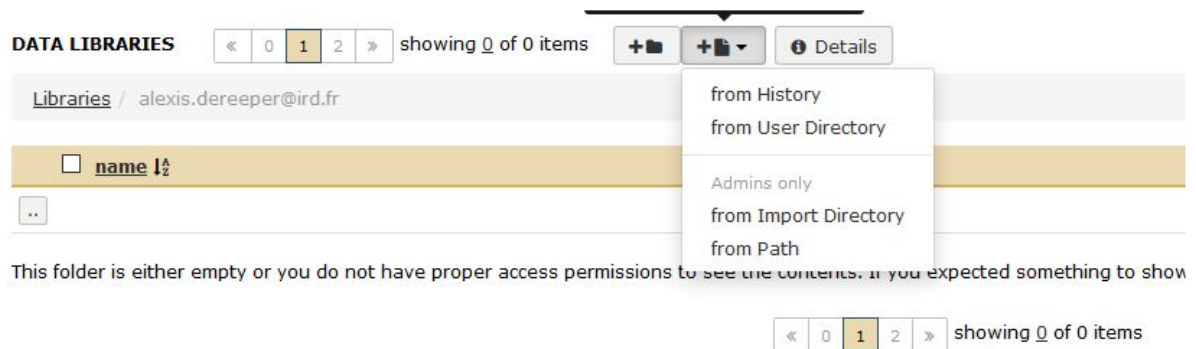 DATA LIBRARIES « 0 1 2 » showing 0 of 0 items + + Details
Libraries / alexis.dereeper@ird.fr
from History
from User Directory
name
Admins only
from Import Directory
..
from Path
This folder is either empty or you do not have proper access permissions to see the contents. If you expected something to show
« 0 1 2 » showing 0 of 0 items